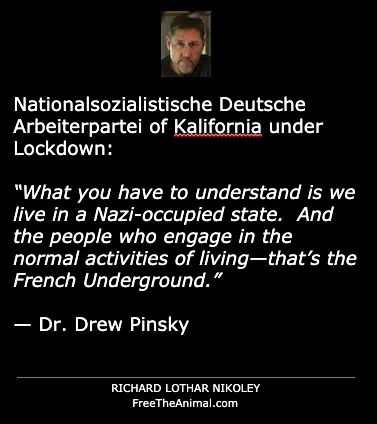 Nationalsozialistische Deutsche
Arbeiterpartei of Kalifornia under
Lockdown:
“What you have to understand is we
live in a Nazi-occupied state.  And
the people who engage in the
normal activities of living—that’s the
French Underground.”
— Dr. Drew Pinsky
RICHARD LOTHAR NIKOLEY
FreeTheAnimal.com